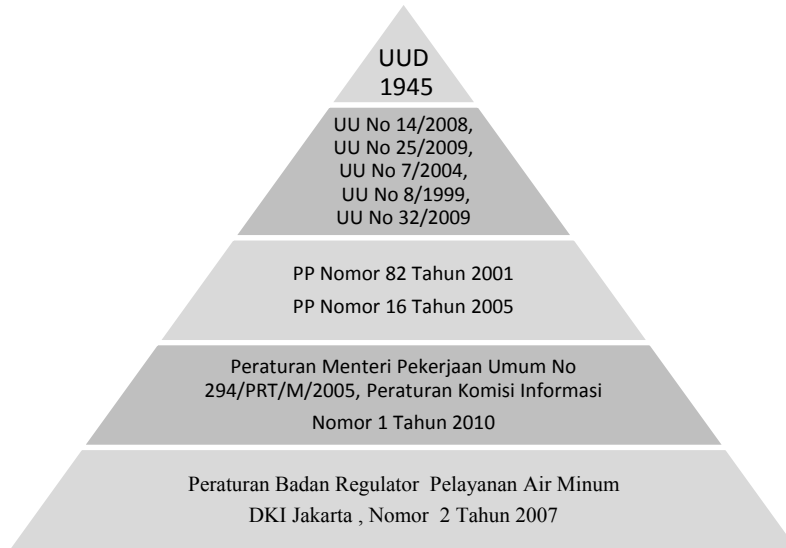 UUD
1945
UU No 14/2008,
UU No 25/2009,
UU No 7/2004,
UU No 8/1999,
UU No 32/2009
PP Nomor 82 Tahun 2001
PP Nomor 16 Tahun 2005
Peraturan Menteri Pekerjaan Umum No
294/PRT/M/2005, Peraturan Komisi Informasi
Nomor 1 Tahun 2010
Peraturan Badan Regulator Pelayanan Air Minum
DKI Jakarta , Nomor 2 Tahun 2007